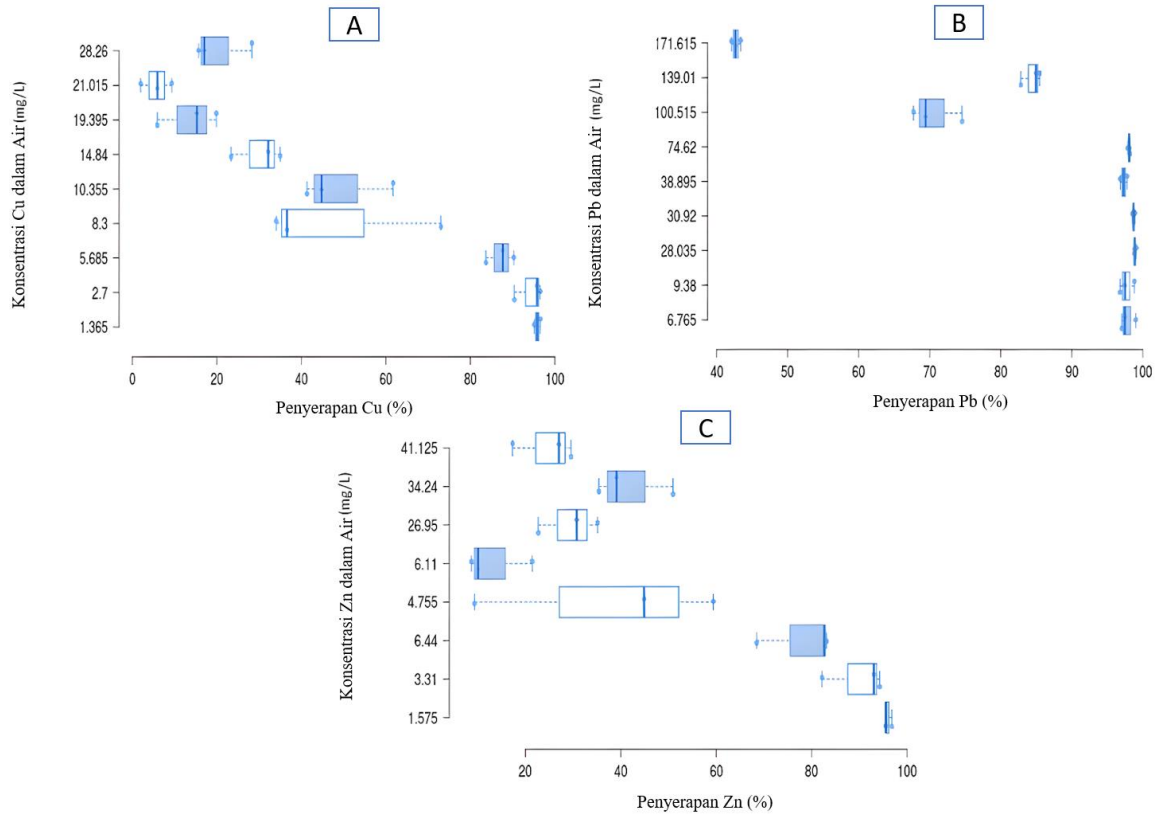 A
Konsentrasi Cu dalam Air (mg/L)
28.26
21.015
19.395
14.84
10.355
8.3
5.685
2.7
1.365
0 20 40 60 80 100
Penyerapan Cu (%)
B
Konsentrasi Pb dalam Air (mg/L)
171.615
139.01
100.515
74.62
38.895
30.92
28.035
9.38
6.765
40 50 60 70 80 90 100
Penyerapan Pb (%)
C
Konsentrasi Zn dalam Air (mg/L)
41.125
34.24
26.95
6.11
4.755
6.44
3.31
1.575
20 40 60 80 100
Penyerapan Zn (%)